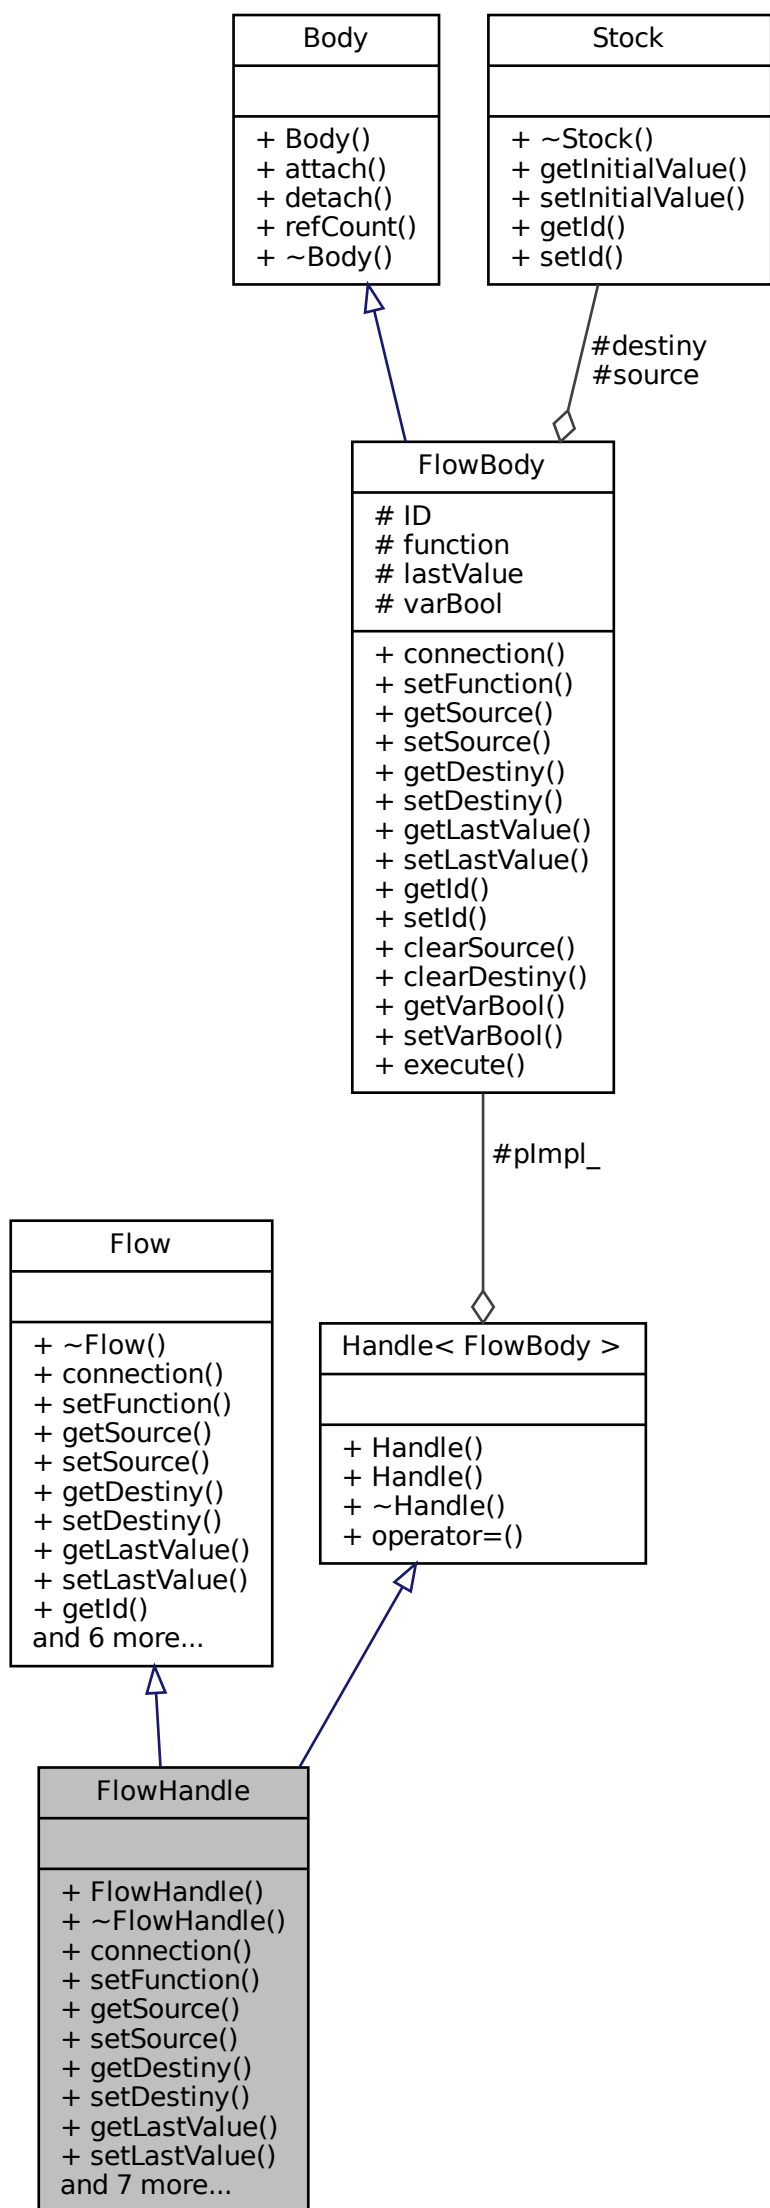 Body
+ Body()
+ attach()
+ detach()
+ refCount()
+ ~Body()
Stock
+ ~Stock()
+ getInitialValue()
+ setInitialValue()
+ getId()
+ setId()
#destiny
#source
FlowBody
# ID
# function
# lastValue
# varBool
+ connection()
+ setFunction()
+ getSource()
+ setSource()
+ getDestiny()
+ setDestiny()
+ getLastValue()
+ setLastValue()
+ getId()
+ setId()
+ clearSource()
+ clearDestiny()
+ getVarBool()
+ setVarBool()
+ execute()
#pImpl_
Flow
+ ~Flow()
+ connection()
+ setFunction()
+ getSource()
+ setSource()
+ getDestiny()
+ setDestiny()
+ getLastValue()
+ setLastValue()
+ getId()
and 6 more...
Handle< FlowBody >
+ Handle()
+ Handle()
+ ~Handle()
+ operator=()
FlowHandle
+ FlowHandle()
+ ~FlowHandle()
+ connection()
+ setFunction()
+ getSource()
+ setSource()
+ getDestiny()
+ setDestiny()
+ getLastValue()
+ setLastValue()
and 7 more...